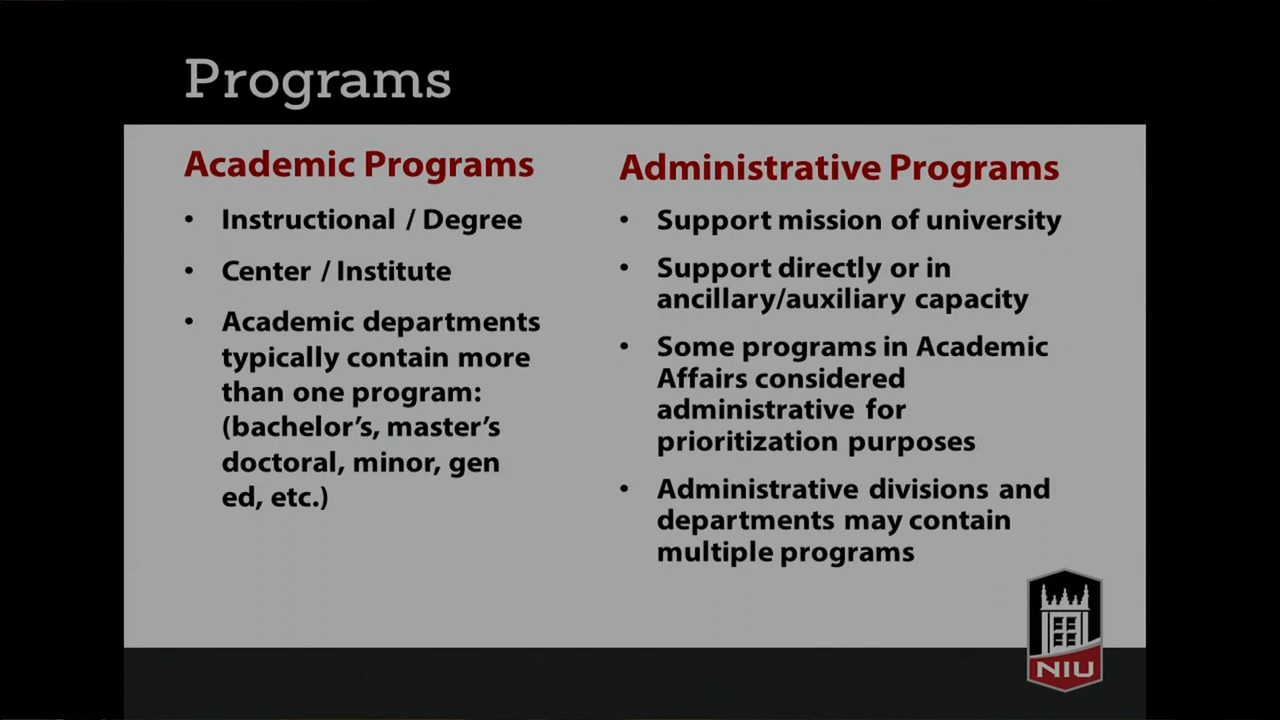 Programs
Academic Programs
• Instructional / Degree
• Center / Institute
• Academic departments
typically contain more
than one program:
(bachelor’s, master’s
doctoral, minor, gen
ed, etc.)
Administrative Programs
• Support mission of university
• Support directly or in
ancillary/auxiliary capacity
• Some programs in Academic
Affairs considered
administrative for
prioritization purposes
• Administrative divisions and
departments may contain
multiple programs
NIU